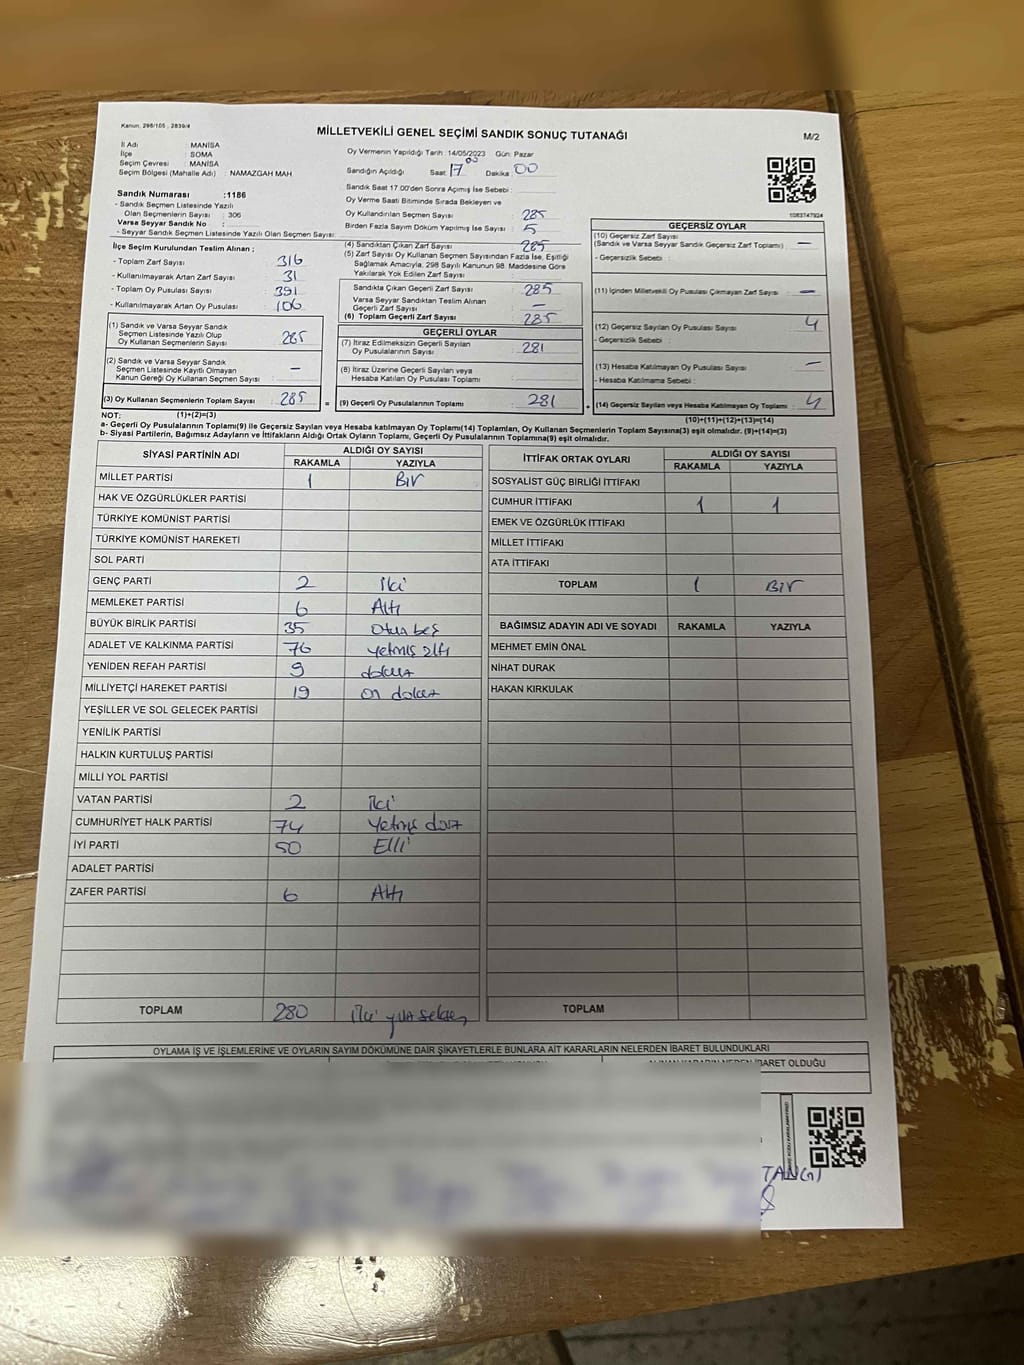 Kanun: 298/105 , 2839/4
MİLLETVEKİLİ GENEL SEÇİMİ SANDIK SONUÇ TUTANAĞI
M/2
İl Adı : MANİSA
İlçe : SOMA
Seçim Çevresi : MANİSA
Seçim Bölgesi (Mahalle Adı) : NAMAZGAH MAH
Sandık Numarası :1186
- Sandık Seçmen Listesinde Yazılı
Olan Seçmenlerin Sayısı : 306
Varsa Seyyar Sandık No :
- Seyyar Sandık Seçmen Listesinde Yazılı Olan Seçmen Sayısı:
İlçe Seçim Kurulundan Teslim Alınan ;
- Toplam Zarf Sayısı : 316
- Kullanılmayarak Artan Zarf Sayısı : 31
- Toplam Oy Pusulası : 391
- Kullanılmayarak Artan Oy Pusulası : 106
(1) Sandık ve Varsa Seyyar Sandık
Seçmen Listesinde Yazılı Olup
Oy Kullanan Seçmenlerin Sayısı : 265
(2) Sandık ve Varsa Seyyar Sandık
Seçmen Listesinde Kayıtlı Olmayan
Kanun Gereği Oy Kullanan Seçmen Sayısı : –
(3) Oy Kullanan Seçmenlerin Toplam Sayısı : 285
Oy Vermenin Yapıldığı Tarih : 14/05/2023 Gün: Pazar
Sandığın Açıldığı Saat : 17 00 Dakika : 00
Sandık Saat 17.00'den Sonra Açımış İse Sebebi :
Oy Verme Saati Bitiminde Sırada Bekleyen ve
Oy Kullandırılan Seçmen Sayısı : 285
Birden Fazla Sayım Döküm Yapılmış İse Sayısı : 5
(4) Sandıktan Çıkan Zarf Sayısı : 285
(5) Zarf Sayısı Oy Kullanan Seçmen Sayısından Fazla İse, Eşitliği
Sağlamak Amacıyla, 298 Sayılı Kanunun 98. Maddesine Göre
Yakılarak Yok Edilen Zarf Sayısı :
Sandıkta Çıkan Geçerli Zarf Sayısı : 285
Varsa Seyyar Sandıktan Teslim Alınan
Geçerli Zarf Sayısı : –
(6) Toplam Geçerli Zarf Sayısı : 285
GEÇERLİ OYLAR
(7) İtiraz Edilmeksizin Geçerli Sayılan
Oy Pusulalarının Sayısı : 281
(8) İtiraz Üzerine Geçerli Sayılan veya
Hesaba Katılan Oy Pusulası Toplamı :
= (9) Geçerli Oy Pusulalarının Toplamı : 281
1083747924
GEÇERSİZ OYLAR
(10) Geçersiz Zarf Sayısı
(Sandık ve Varsa Seyyar Sandık Geçersiz Zarf Toplamı) : –
- Geçersizlik Sebebi :
(11) İçinden Milletvekili Oy Pusulası Çıkmayan Zarf Sayısı : –
(12) Geçersiz Sayılan Oy Pusulası Sayısı : 4
- Geçersizlik Sebebi :
(13) Hesaba Katılmayan Oy Pusulası Sayısı : –
- Hesaba Katılmama Sebebi :
+ (14) Geçersiz Sayılan veya Hesaba Katılmayan Oy Toplamı : 4
NOT; (1)+(2)=(3) (10)+(11)+(12)+(13)=(14)
a- Geçerli Oy Pusulalarının Toplamı(9) ile Geçersiz Sayılan veya Hesaba Katılmayan Oy Toplamı(14) Toplamları, Oy Kullanan Seçmenlerin Toplam Sayısına(3) eşit olmalıdır. (9)+(14)=(3)
b- Siyasi Partilerin, Bağımsız Adayların ve İttifakların Aldığı Ortak Oyların Toplamı, Geçerli Oy Pusulalarının Toplamına(9) eşit olmalıdır.
SİYASİ PARTİNİN ADI ALDIĞI OY SAYISI
RAKAMLA YAZIYLA
MİLLET PARTİSİ 1 Bir
HAK VE ÖZGÜRLÜKLER PARTİSİ
TÜRKİYE KOMÜNİST PARTİSİ
TÜRKİYE KOMÜNİST HAREKETİ
SOL PARTİ
GENÇ PARTİ 2 iki
MEMLEKET PARTİSİ 6 Altı
BÜYÜK BİRLİK PARTİSİ 35 Otuz beş
ADALET VE KALKINMA PARTİSİ 76 yetmiş altı
YENİDEN REFAH PARTİSİ 9 dokuz
MİLLİYETÇİ HAREKET PARTİSİ 19 on dokuz
YEŞİLLER VE SOL GELECEK PARTİSİ
YENİLİK PARTİSİ
HALKIN KURTULUŞ PARTİSİ
MİLLİ YOL PARTİSİ
VATAN PARTİSİ 2 iki
CUMHURİYET HALK PARTİSİ 74 yetmiş dört
İYİ PARTİ 50 Elli
ADALET PARTİSİ
ZAFER PARTİSİ 6 Altı
TOPLAM 280 iki yüz seksen
İTTİFAK ORTAK OYLARI ALDIĞI OY SAYISI
RAKAMLA YAZIYLA
SOSYALİST GÜÇ BİRLİĞİ İTTİFAKI
CUMHUR İTTİFAKI 1 1
EMEK VE ÖZGÜRLÜK İTTİFAKI
MİLLET İTTİFAKI
ATA İTTİFAKI
TOPLAM 1 Bir
BAĞIMSIZ ADAYIN ADI VE SOYADI RAKAMLA YAZIYLA
MEHMET EMİN ÖNAL
NİHAT DURAK
HAKAN KIRKULAK
TOPLAM
OYLAMA İŞ VE İŞLEMLERİNE VE OYLARIN SAYIM DÖKÜMÜNE DAİR ŞİKAYETLERLE BUNLARA AİT KARARLARIN NELERDEN İBARET BULUNDUKLARI
İBARET OLDUĞU